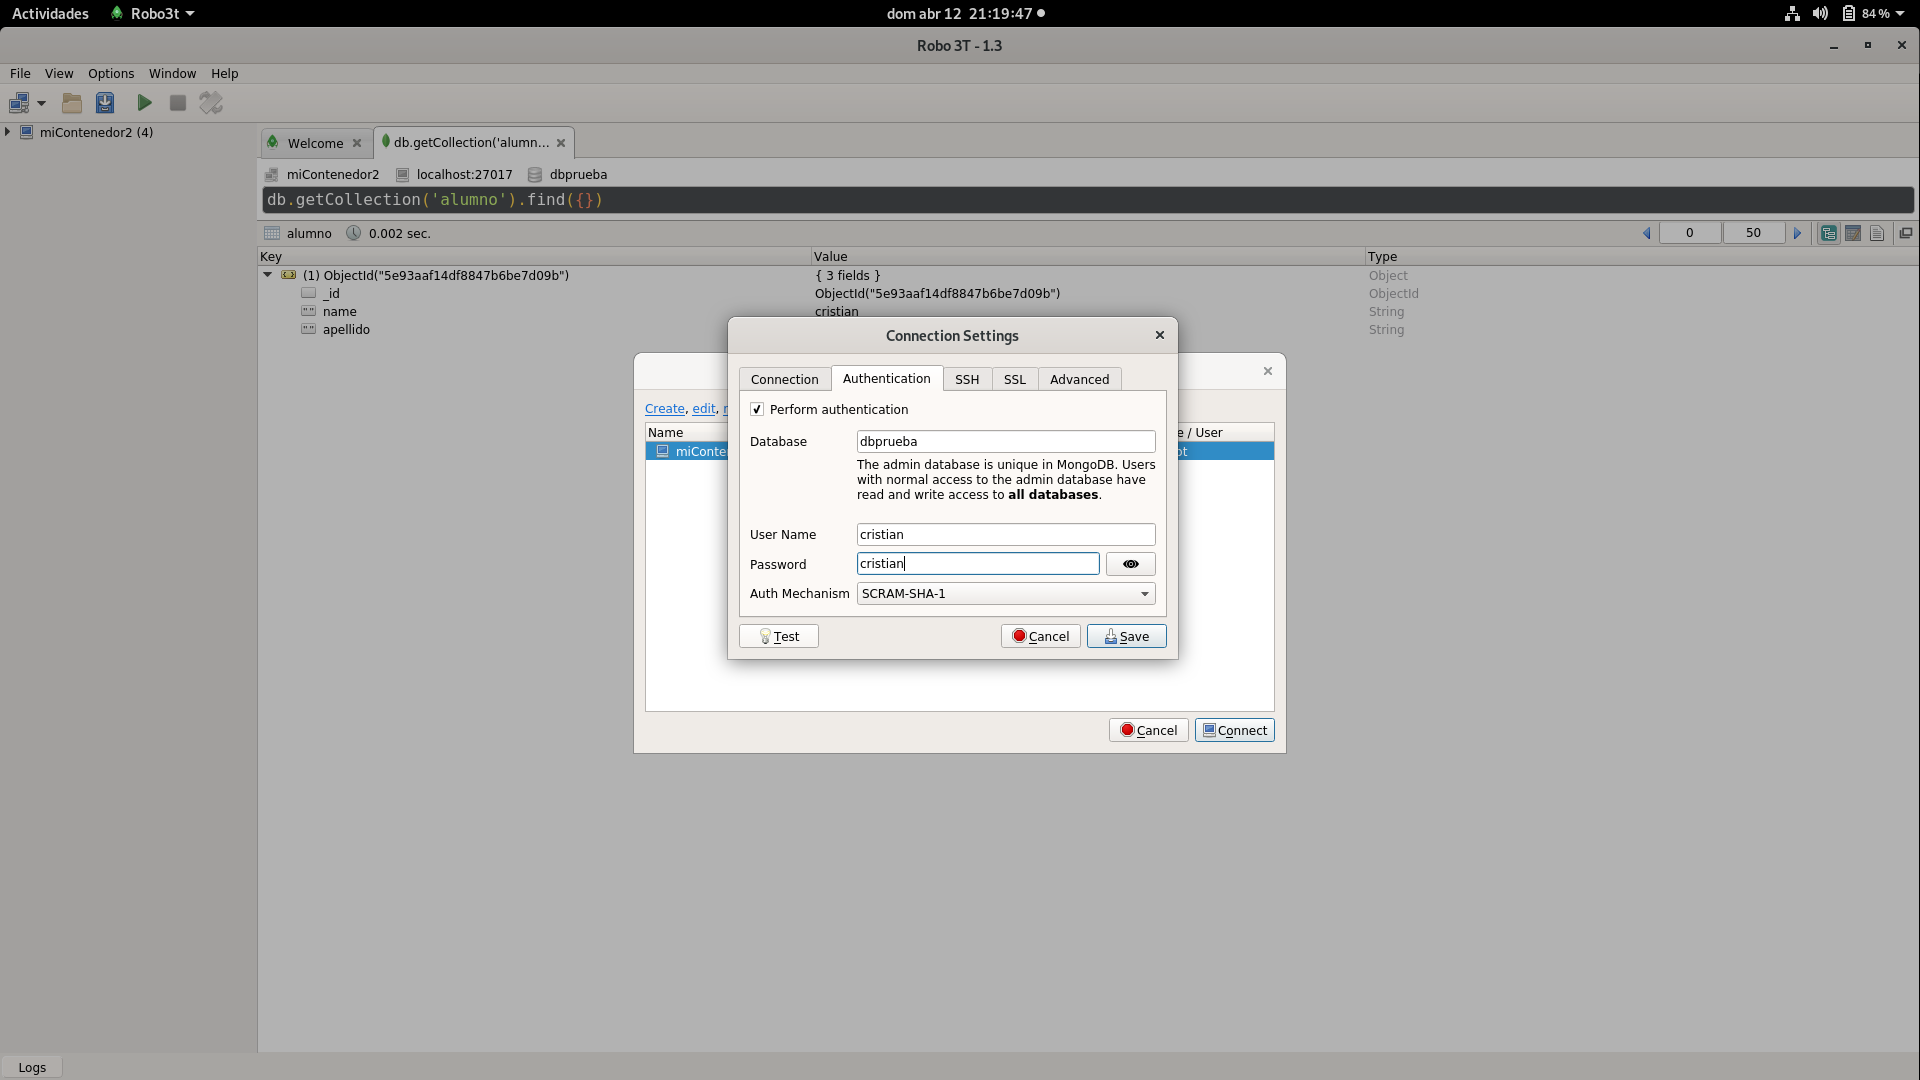 Actividades Robo3t dom abr 12 21:19:47 84 %
Robo 3T - 1.3
File View Options Window Help
miContenedor2 (4)
Welcome db.getCollection('alumn...
miContenedor2 localhost:27017 dbprueba
db.getCollection('alumno').find({})
alumno 0.002 sec. 0 50
Key Value Type
(1) ObjectId("5e93aaf14df8847b6be7d09b") { 3 fields } Object
_id ObjectId("5e93aaf14df8847b6be7d09b") ObjectId
name cristian String
apellido String
Connection Settings
Connection Authentication SSH SSL Advanced
Perform authentication
Database dbprueba
The admin database is unique in MongoDB. Users
with normal access to the admin database have
read and write access to all databases.
User Name cristian
Password cristian
Auth Mechanism SCRAM-SHA-1
Test Cancel Save
Create, edit,
Name / User
Cancel Connect
Logs